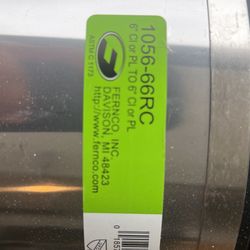 1056-66RC
6" CI or PL TO 6" CI or PL
FERNCO, INC.
DAVISON, MI 48423
www.fernco.com
ASTM C 1173